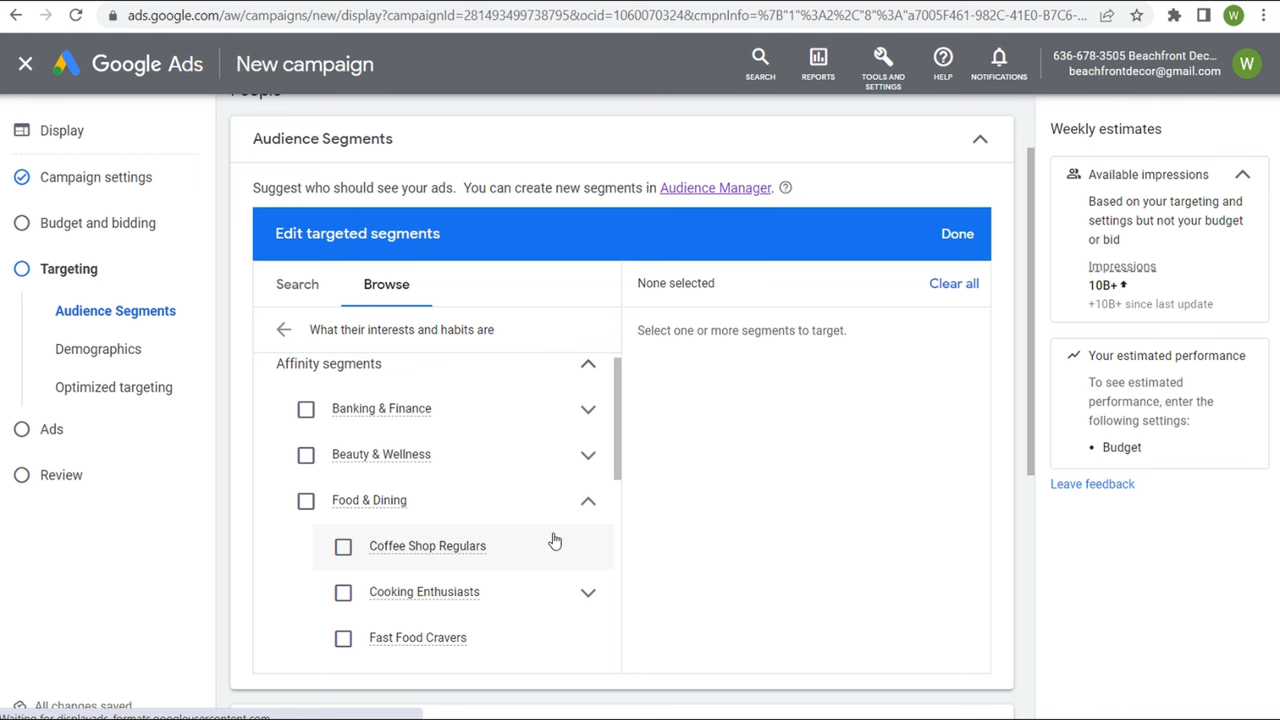 ads.google.com/aw/campaigns/new/display?campaignId=281493499738795&ocid=1060070324&cmpnInfo=%7B"1"%3A2%2C"8"%3A"a7005F461-982C-41E0-B7C6-...
W
Google Ads
New campaign
SEARCH
REPORTS
TOOLS AND
SETTINGS
HELP
NOTIFICATIONS
636-678-3505 Beachfront Dec...
beachfrontdecor@gmail.com
W
Display
Campaign settings
Budget and bidding
Targeting
Audience Segments
Demographics
Optimized targeting
Ads
Review
All changes saved
Waiting for displayads-formats.googleusercontent.com...
People
Audience Segments
Suggest who should see your ads. You can create new segments in Audience Manager.
Edit targeted segments
Done
Search
Browse
None selected
Clear all
What their interests and habits are
Select one or more segments to target.
Affinity segments
Banking & Finance
Beauty & Wellness
Food & Dining
Coffee Shop Regulars
Cooking Enthusiasts
Fast Food Cravers
Weekly estimates
Available impressions
Based on your targeting and
settings but not your budget
or bid
Impressions
10B+
+10B+ since last update
Your estimated performance
To see estimated
performance, enter the
following settings:
• Budget
Leave feedback